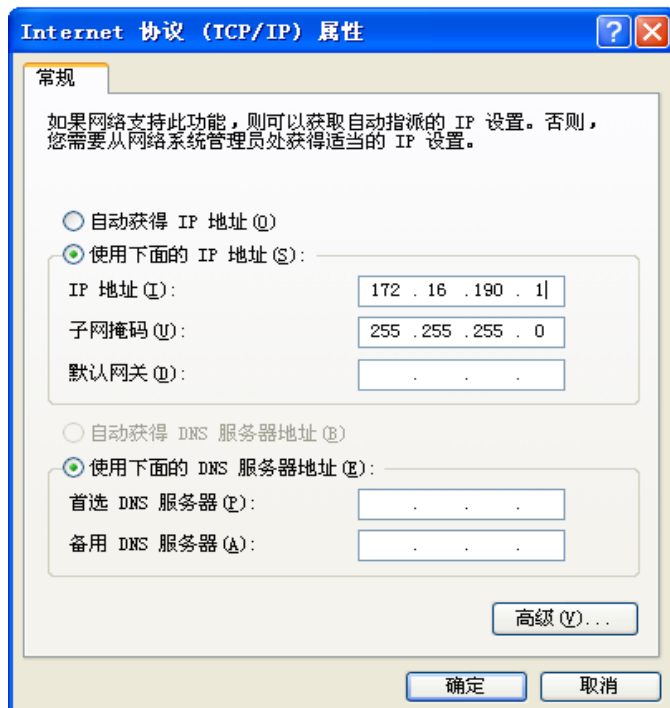 Internet 协议 (TCP/IP) 属性
常规
如果网络支持此功能，则可以获取自动指派的 IP 设置。否则，
您需要从网络系统管理员处获得适当的 IP 设置。
自动获得 IP 地址(O)
使用下面的 IP 地址(S):
IP 地址(I): 172 . 16 .190 . 1
子网掩码(U): 255 .255 .255 . 0
默认网关(D): . . .
自动获得 DNS 服务器地址(B)
使用下面的 DNS 服务器地址(E):
首选 DNS 服务器(P): . . .
备用 DNS 服务器(A): . . .
高级(V)...
确定 取消